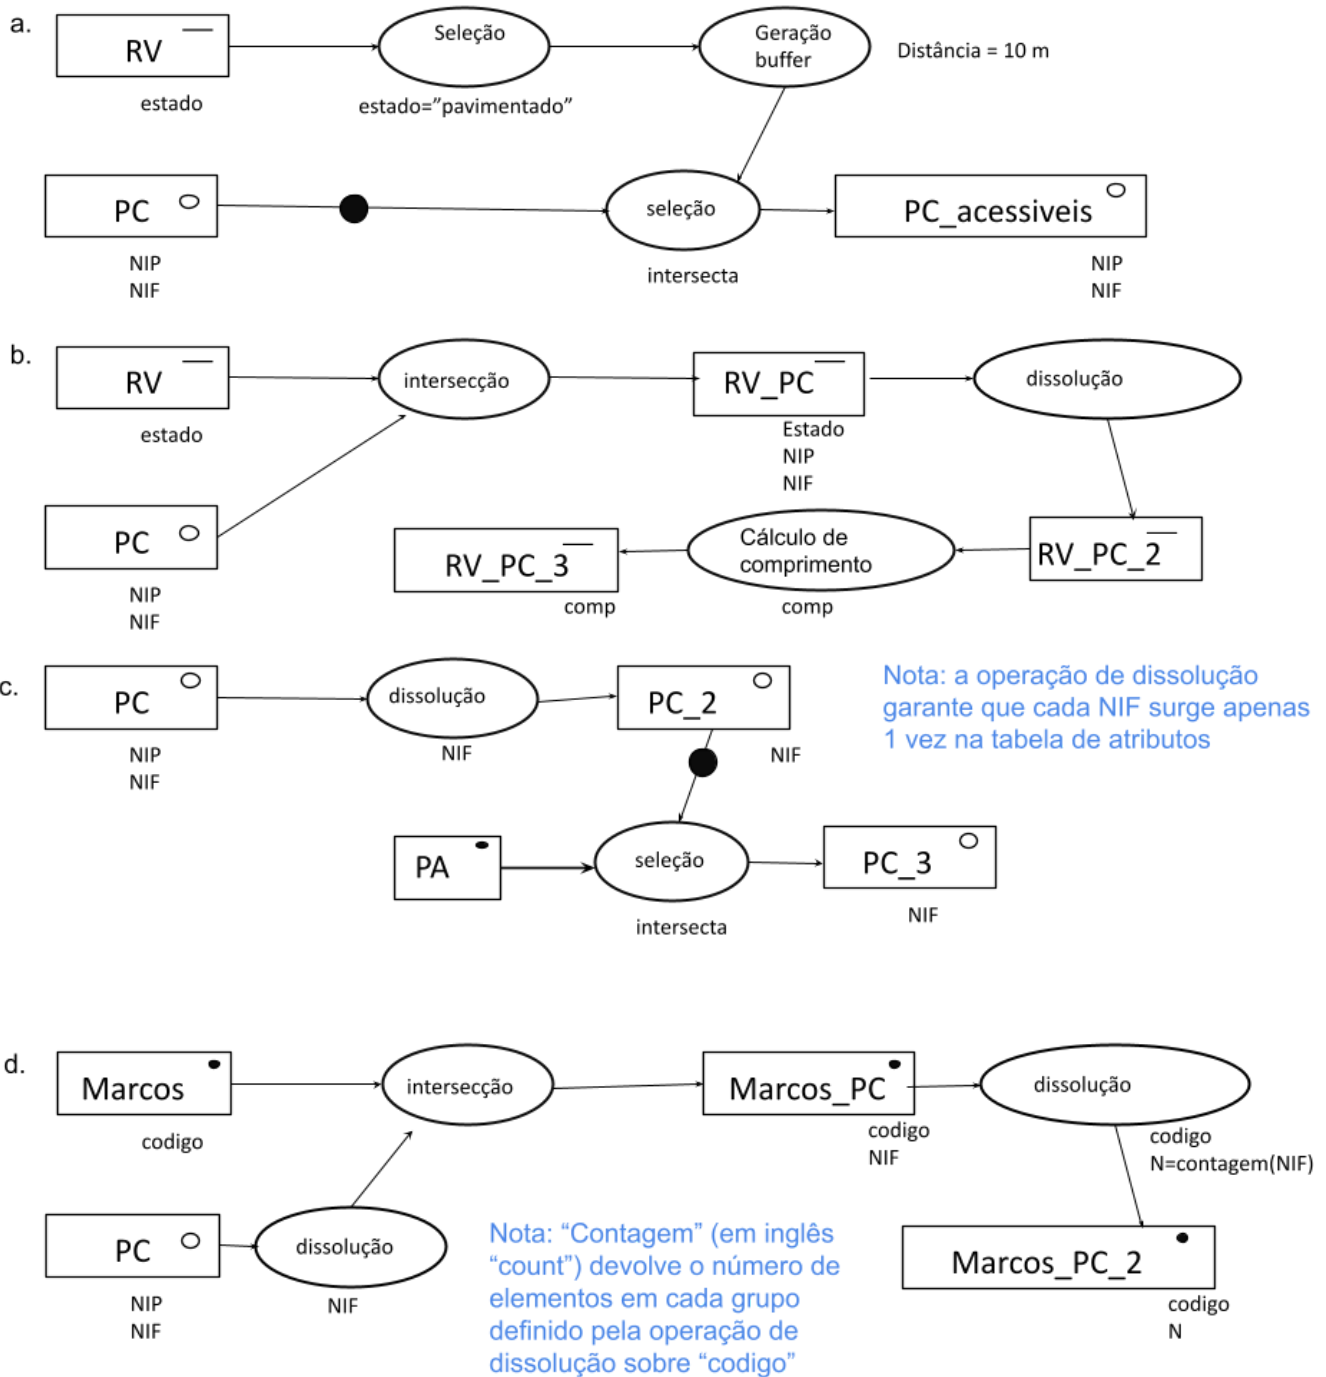 a.
RV
Seleção
Geração
buffer
Distância = 10 m
estado
estado=”pavimentado”
PC
seleção
PC_acessiveis
NIP
NIF
intersecta
NIP
NIF
b.
RV
intersecção
RV_PC
dissolução
estado
Estado
NIP
NIF
PC
NIP
NIF
RV_PC_3
comp
Cálculo de
comprimento
comp
RV_PC_2
c.
PC
dissolução
PC_2
NIP
NIF
NIF
NIF
Nota: a operação de dissolução
garante que cada NIF surge apenas
1 vez na tabela de atributos
PA
seleção
PC_3
intersecta
NIF
d.
Marcos
intersecção
Marcos_PC
dissolução
codigo
codigo
NIF
codigo
N=contagem(NIF)
PC
dissolução
NIP
NIF
NIF
Nota: “Contagem” (em inglês
“count”) devolve o número de
elementos em cada grupo
definido pela operação de
dissolução sobre “codigo”
Marcos_PC_2
codigo
N